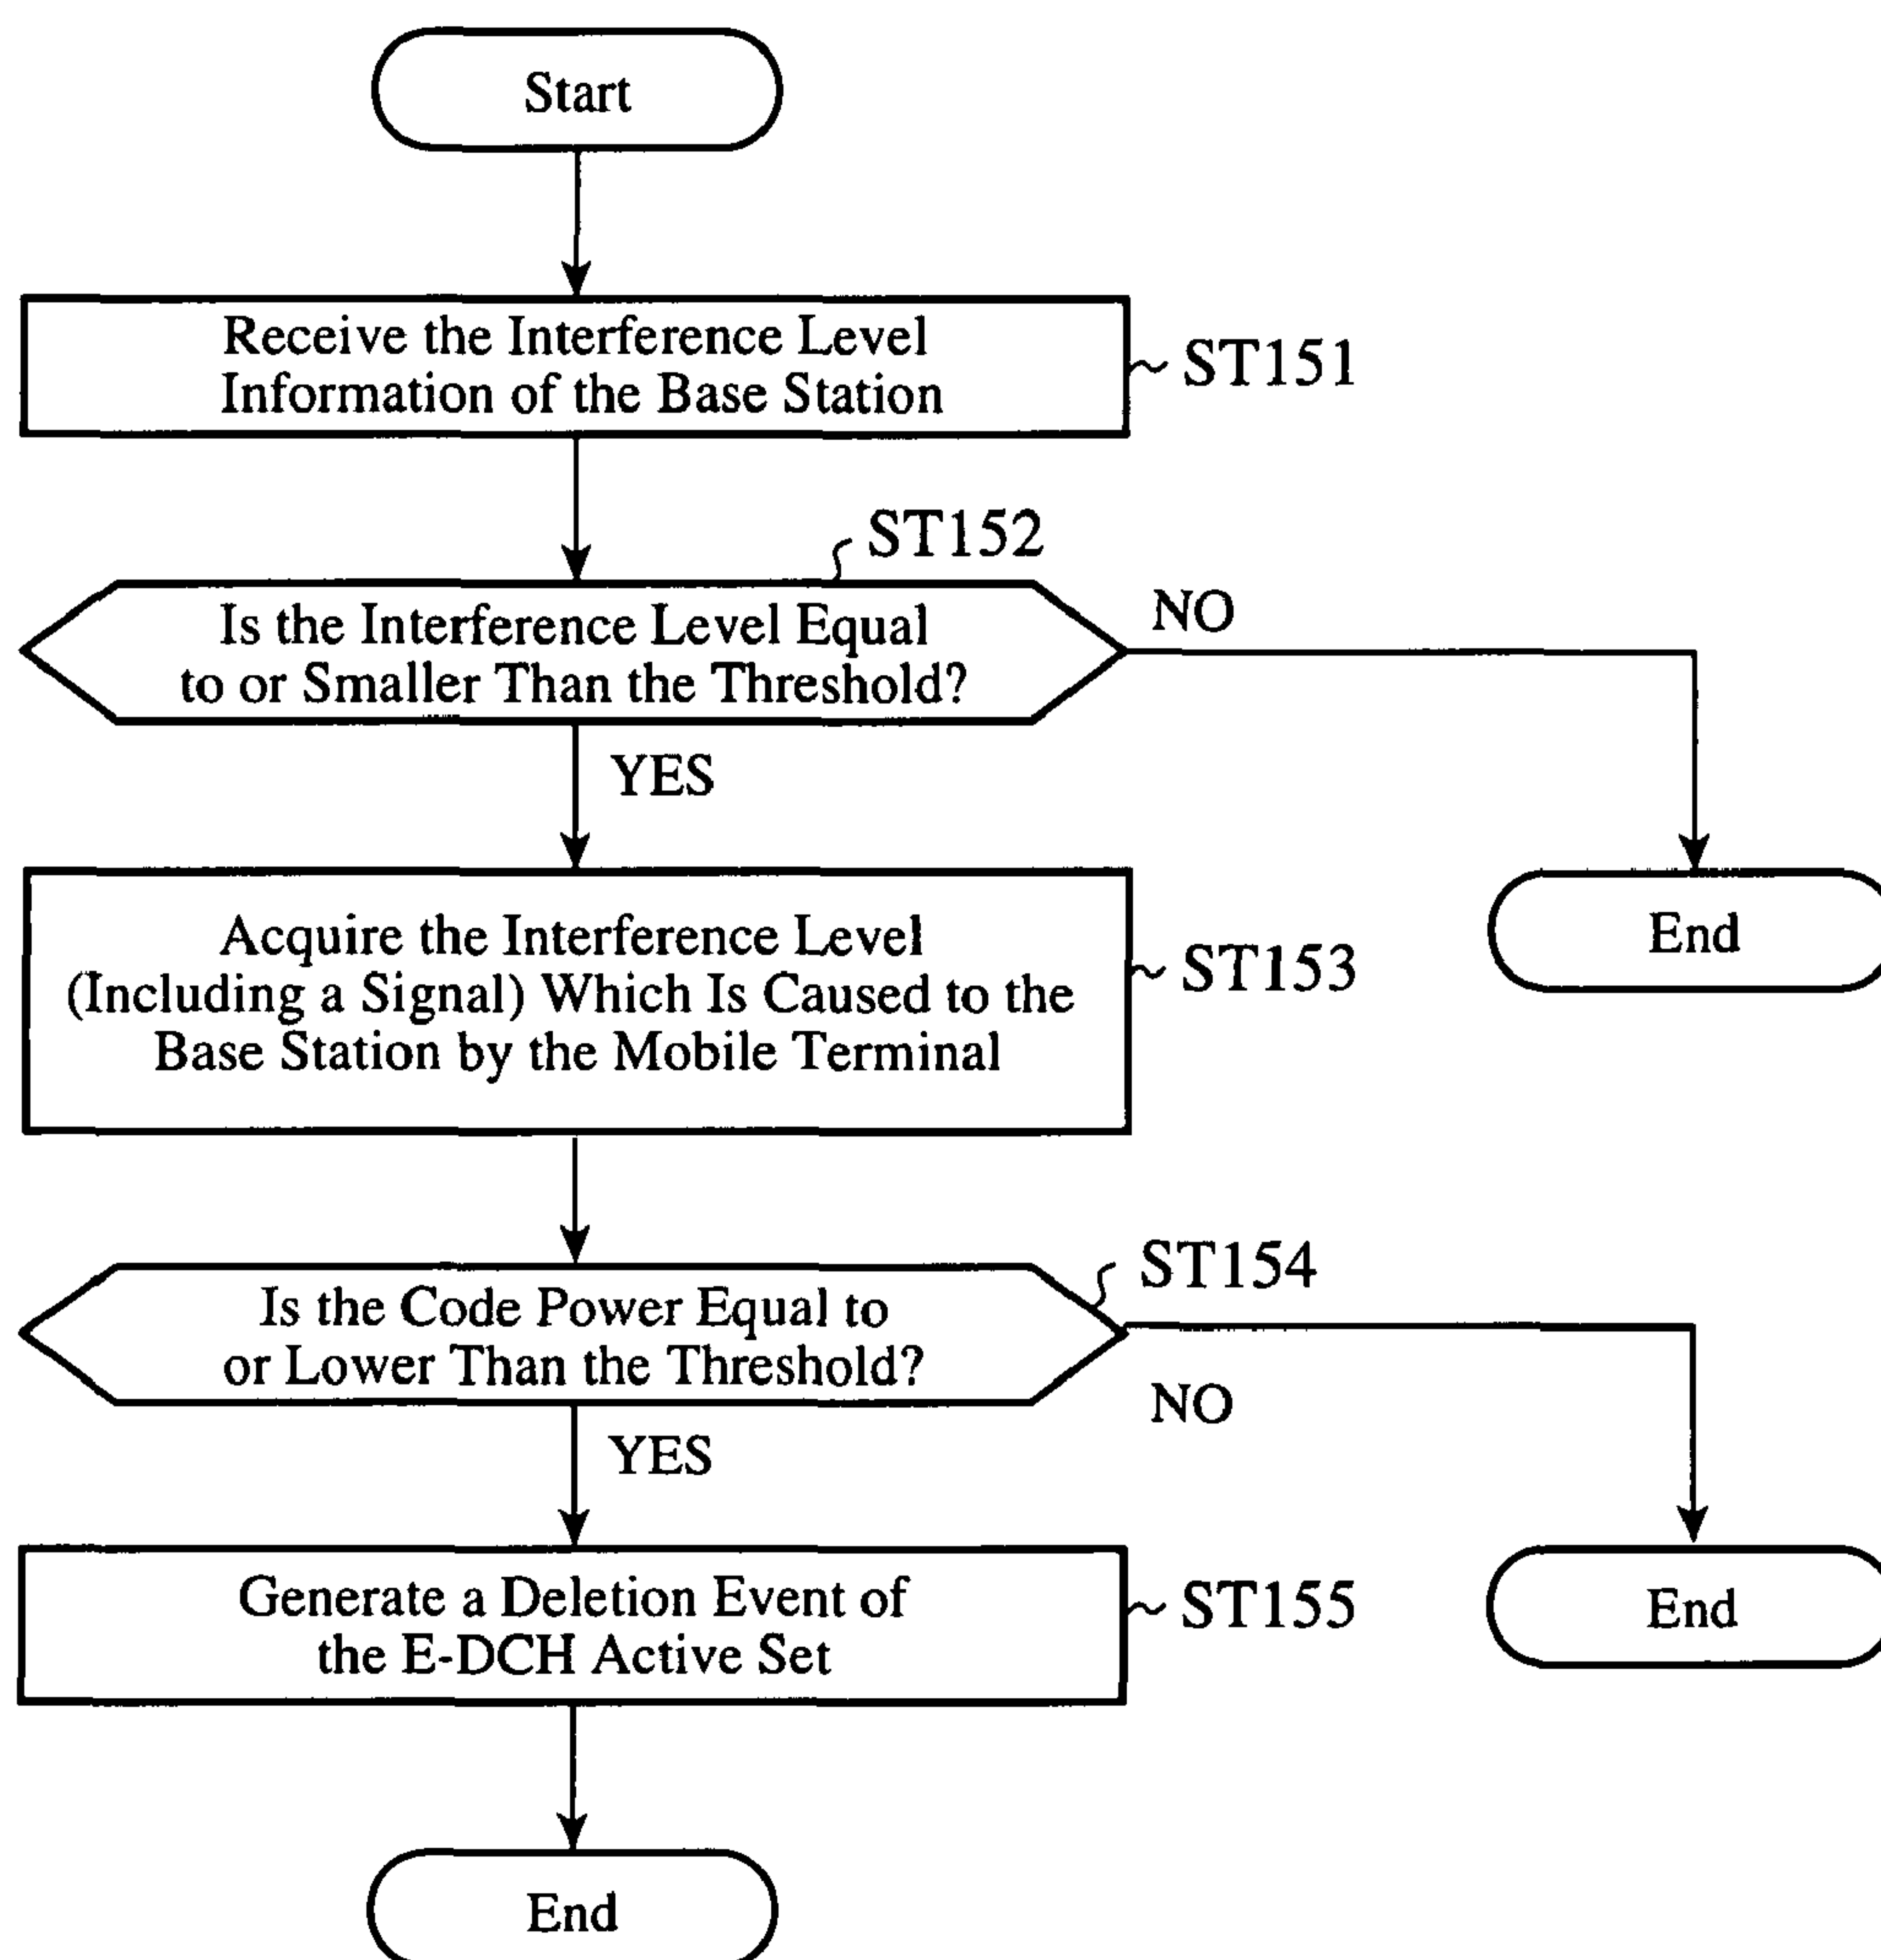 Start
Receive the Interference Level
Information of the Base Station
ST151
ST152
Is the Interference Level Equal
to or Smaller Than the Threshold?
NO
YES
Acquire the Interference Level
(Including a Signal) Which Is Caused to the
Base Station by the Mobile Terminal
ST153
End
ST154
Is the Code Power Equal to
or Lower Than the Threshold?
NO
YES
Generate a Deletion Event of
the E-DCH Active Set
ST155
End
End